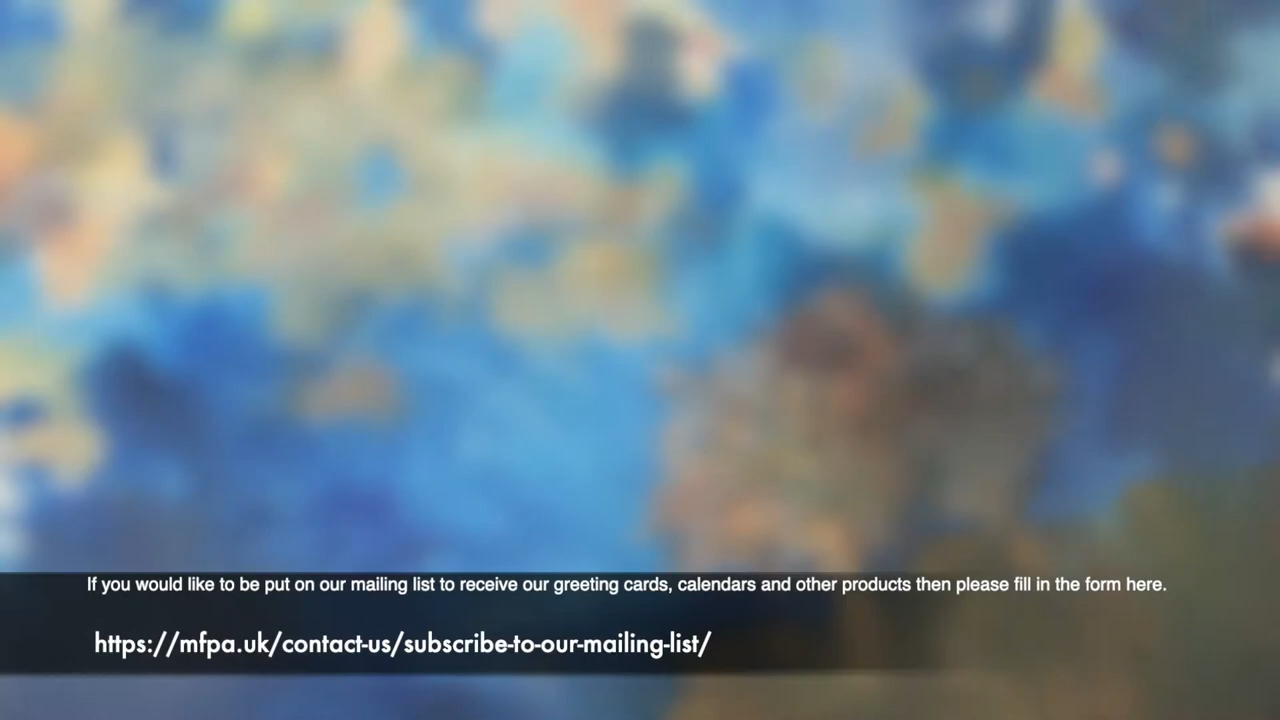 If you would like to be put on our mailing list to receive our greeting cards, calendars and other products then please fill in the form here.
https://mfpa.uk/contact-us/subscribe-to-our-mailing-list/